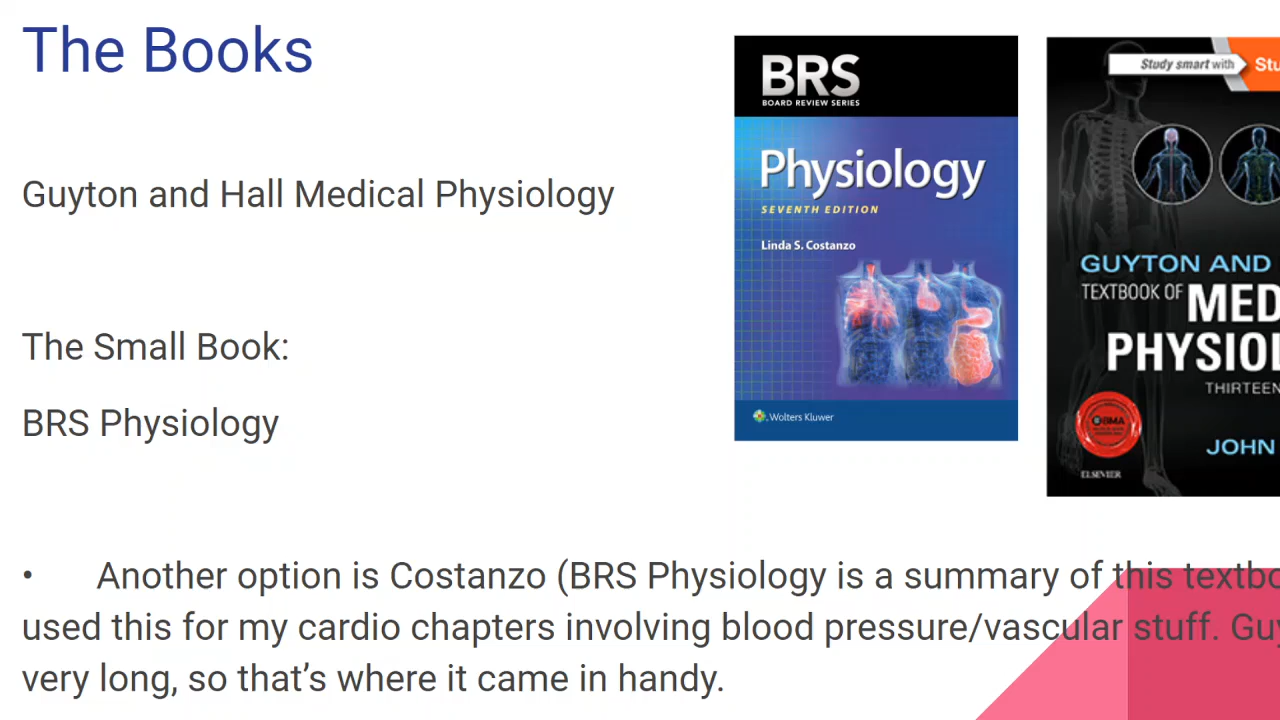 The Books
Guyton and Hall Medical Physiology
The Small Book:
BRS Physiology
• Another option is Costanzo (BRS Physiology is a summary of this
used this for my cardio chapters involving blood pressure/vascular stuff.
very long, so that’s where it came in handy.
BRS
BOARD REVIEW SERIES
Physiology
SEVENTH EDITION
Linda S. Costanzo
Wolters Kluwer
Study smart with
GUYTON AND
TEXTBOOK OF
JOHN
BMA
ELSEVIER